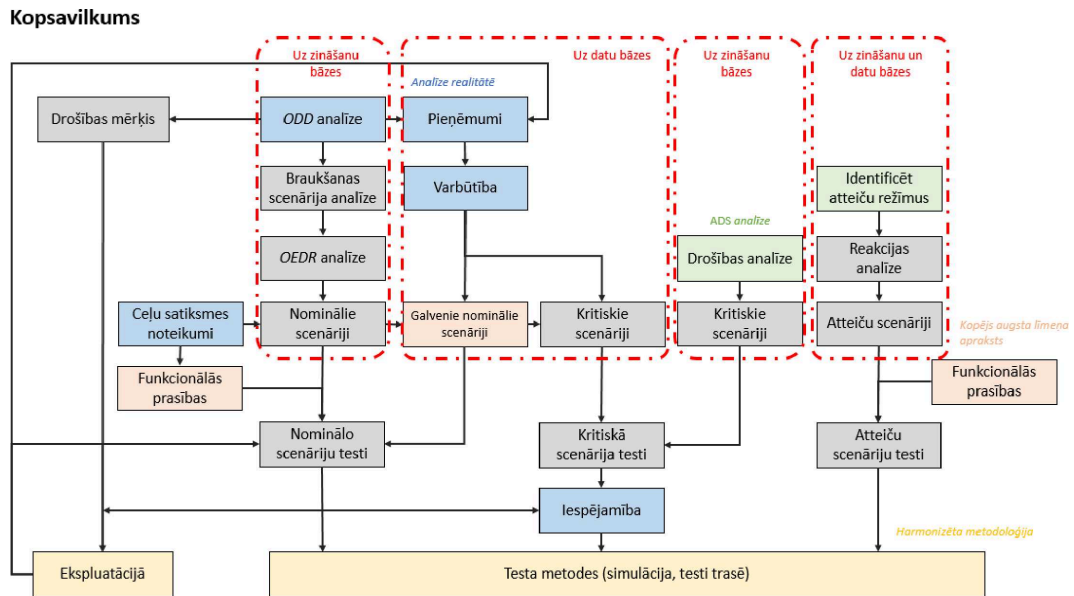 Kopsavilkums
Uz zināšanu
bāzes
Uz datu bāzes
Uz zināšanu
bāzes
Uz zināšanu un
datu bāzes
Analīze realitātē
Drošības mērķis
ODD analīze
Pieņēmumi
Braukšanas
scenārija analīze
Varbūtība
Identificēt
atteiču režīmus
ADS analīze
OEDR analīze
Drošības analīze
Reakcijas
analīze
Ceļu satiksmes
noteikumi
Nominālie
scenāriji
Galvenie nominālie
scenāriji
Kritiskie
scenāriji
Kritiskie
scenāriji
Atteiču scenāriji
Kopējs augsta līmeņa
apraksts
Funkcionālās
prasības
Funkcionālās
prasības
Nominālo
scenāriju testi
Kritiskā
scenārija testi
Atteiču
scenāriju testi
Iespējamība
Harmonizēta metodoloģija
Ekspluatācijā
Testa metodes (simulācija, testi trasē)